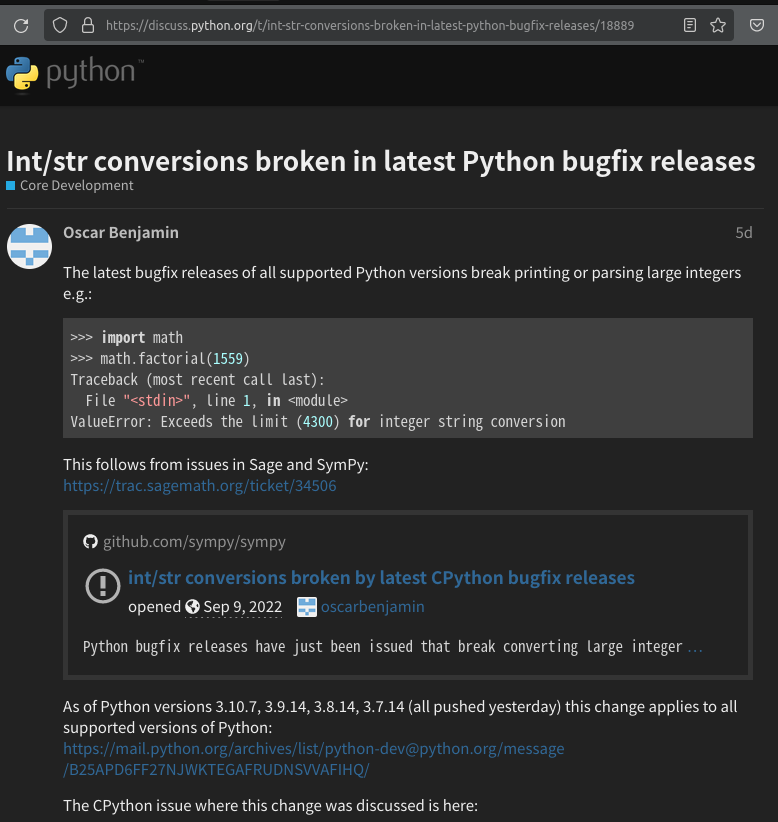 https://discuss.python.org/t/int-str-conversions-broken-in-latest-python-bugfix-releases/18889
python™
Int/str conversions broken in latest Python bugfix releases
Core Development
Oscar Benjamin
5d
The latest bugfix releases of all supported Python versions break printing or parsing large integers
e.g.:
>>> import math
>>> math.factorial(1559)
Traceback (most recent call last):
  File "<stdin>", line 1, in <module>
ValueError: Exceeds the limit (4300) for integer string conversion
This follows from issues in Sage and SymPy:
https://trac.sagemath.org/ticket/34506
github.com/sympy/sympy
int/str conversions broken by latest CPython bugfix releases
opened Sep 9, 2022 oscarbenjamin
Python bugfix releases have just been issued that break converting large integer ...
As of Python versions 3.10.7, 3.9.14, 3.8.14, 3.7.14 (all pushed yesterday) this change applies to all
supported versions of Python:
https://mail.python.org/archives/list/python-dev@python.org/message
/B25APD6FF27NJWKTEGAFRUDNSVVAFIHQ/
The CPython issue where this change was discussed is here: